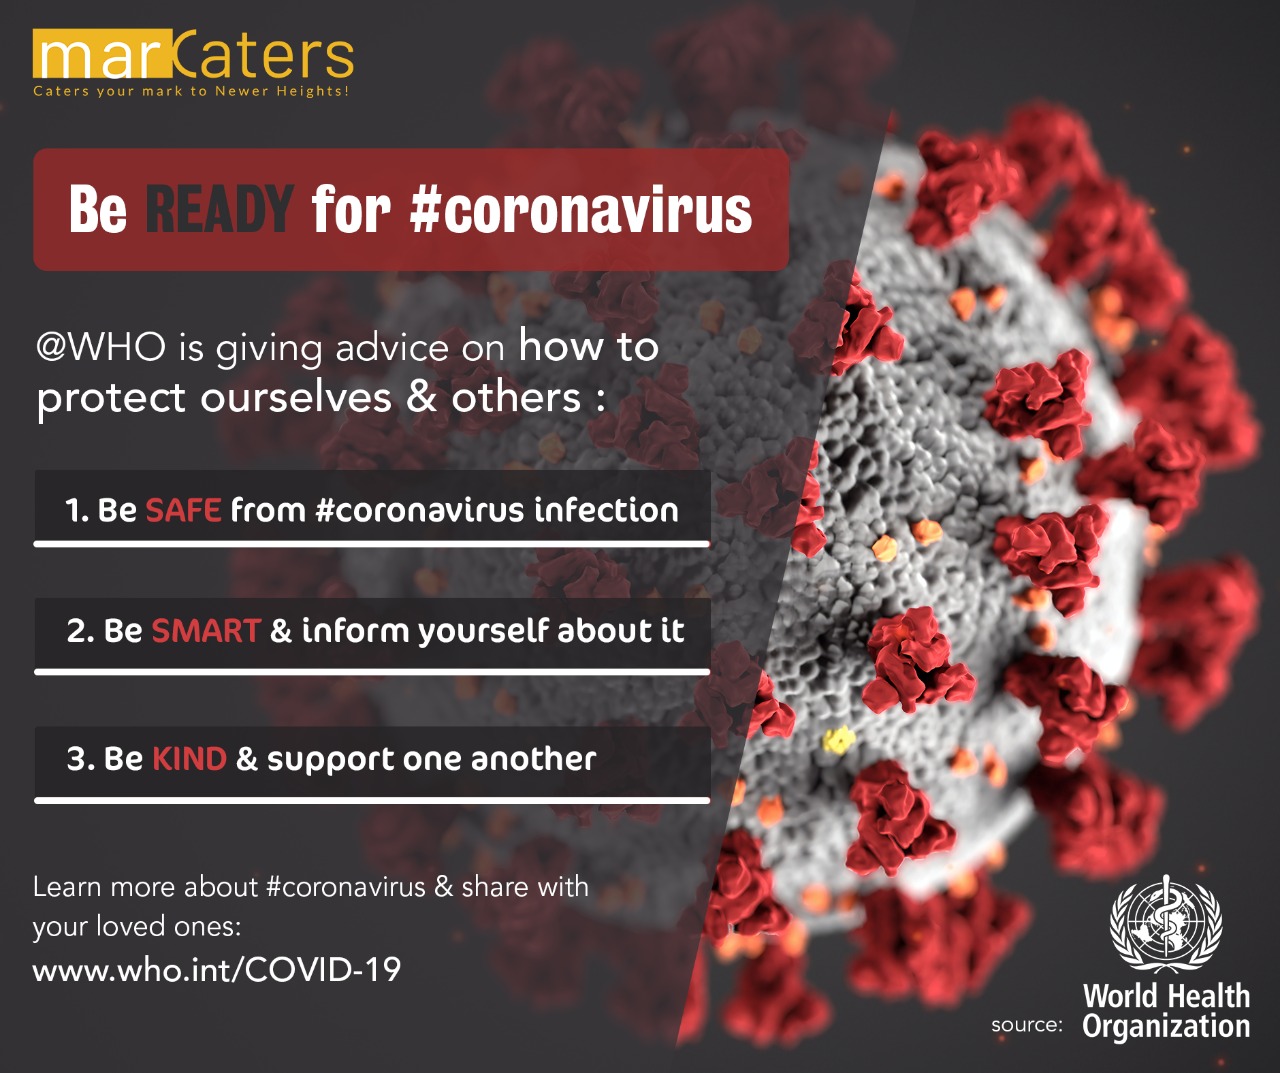 marCaters
Caters your mark to Newer Heights!
Be READY for #coronavirus
@WHO is giving advice on how to
protect ourselves & others :
1. Be SAFE from #coronavirus infection
2. Be SMART & inform yourself about it
3. Be KIND & support one another
Learn more about #coronavirus & share with
your loved ones:
www.who.int/COVID-19
source:
World Health
Organization